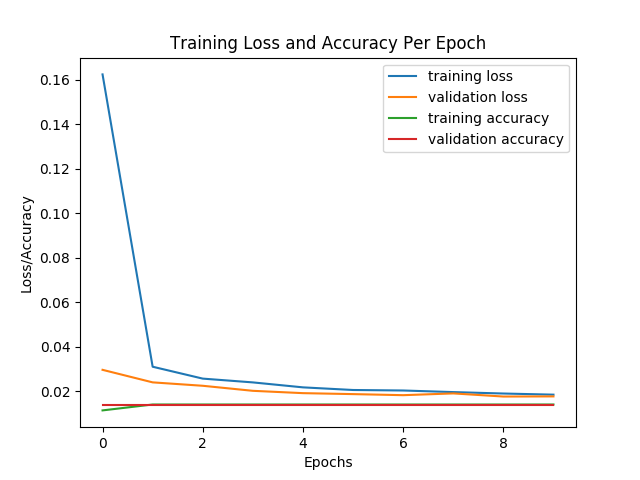 Training Loss and Accuracy Per Epoch
training loss
validation loss
training accuracy
validation accuracy
0.16
0.14
0.12
0.10
0.08
0.06
0.04
0.02
Loss/Accuracy
0 2 4 6 8
Epochs